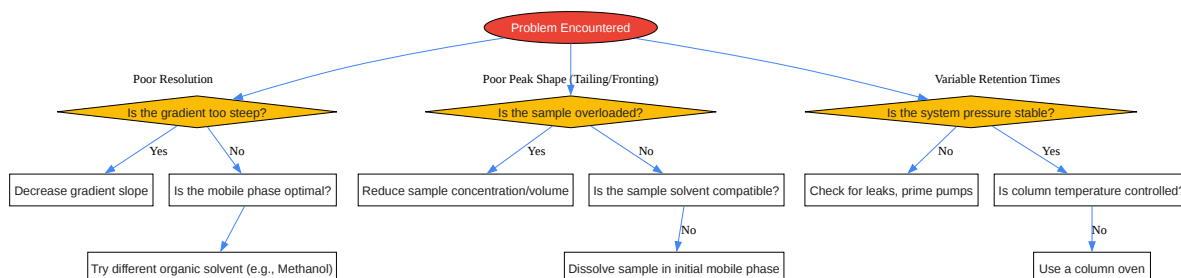 Problem Encountered
Poor Resolution
Poor Peak Shape (Tailing/Fronting)
Variable Retention Times
Is the gradient too steep?
Is the sample overloaded?
Is the system pressure stable?
Yes
No
Yes
No
No
Yes
Decrease gradient slope
Is the mobile phase optimal?
Reduce sample concentration/volume
Is the sample solvent compatible?
Check for leaks, prime pumps
Is column temperature controlled?
No
No
Try different organic solvent (e.g., Methanol)
Dissolve sample in initial mobile phase
Use a column oven